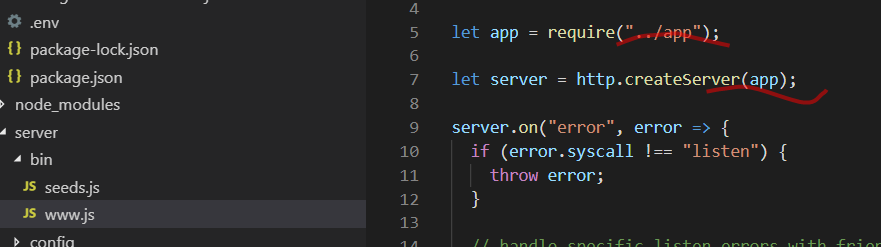 .env
package-lock.json
package.json
node_modules
server
bin
JS seeds.js
JS www.js
config
4
5 let app = require("../app");
6
7 let server = http.createServer(app);
8
9 server.on("error", error => {
10 if (error.syscall !== "listen") {
11 throw error;
12 }
13
14 // handle specific listen errors with frien